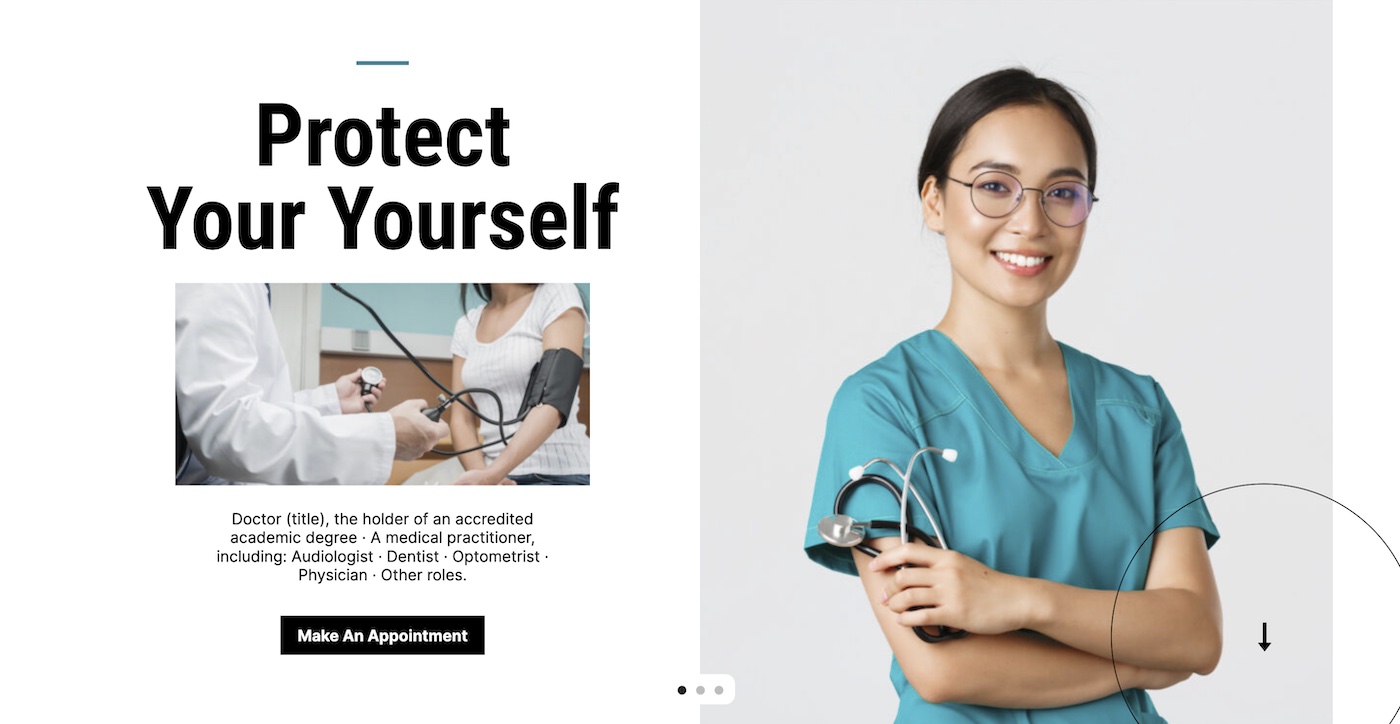 Protect
Your Yourself
Doctor (title), the holder of an accredited
academic degree · A medical practitioner,
including: Audiologist · Dentist · Optometrist ·
Physician · Other roles.
Make An Appointment